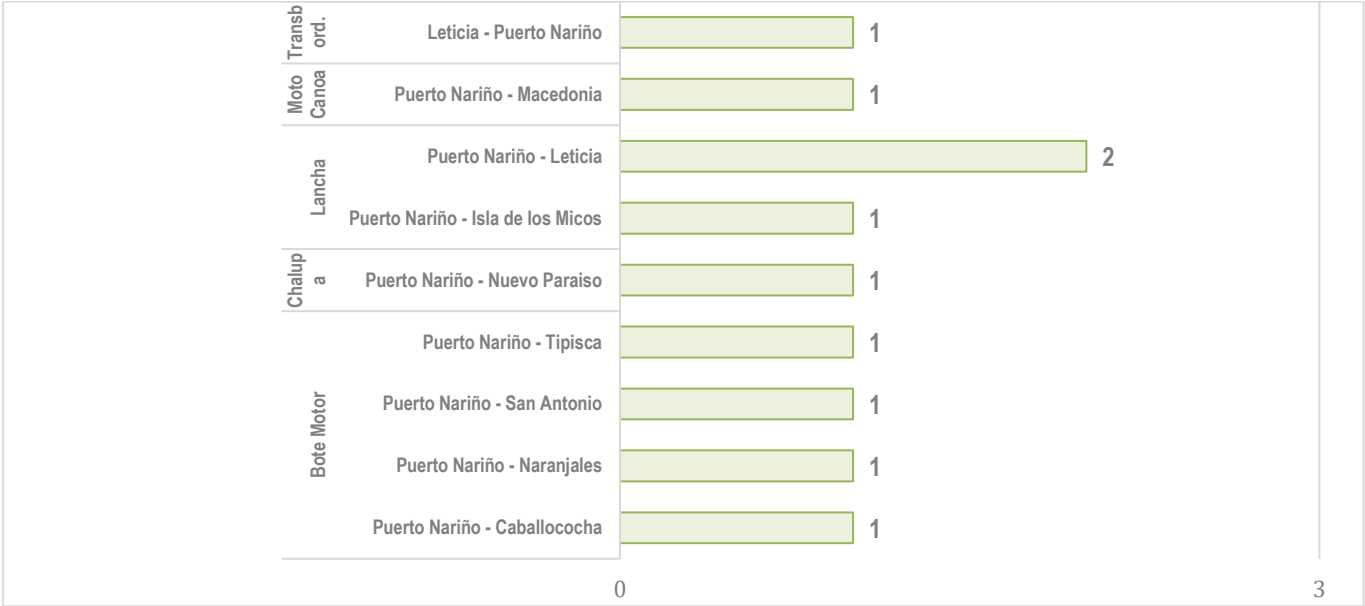 Transb
ord.
Leticia - Puerto Nariño
1
Moto
Canoa
Puerto Nariño - Macedonia
1
Lancha
Puerto Nariño - Leticia
2
Puerto Nariño - Isla de los Micos
1
Chalup
a
Puerto Nariño - Nuevo Paraiso
1
Bote Motor
Puerto Nariño - Tipisca
1
Puerto Nariño - San Antonio
1
Puerto Nariño - Naranjales
1
Puerto Nariño - Caballococha
1
0
3